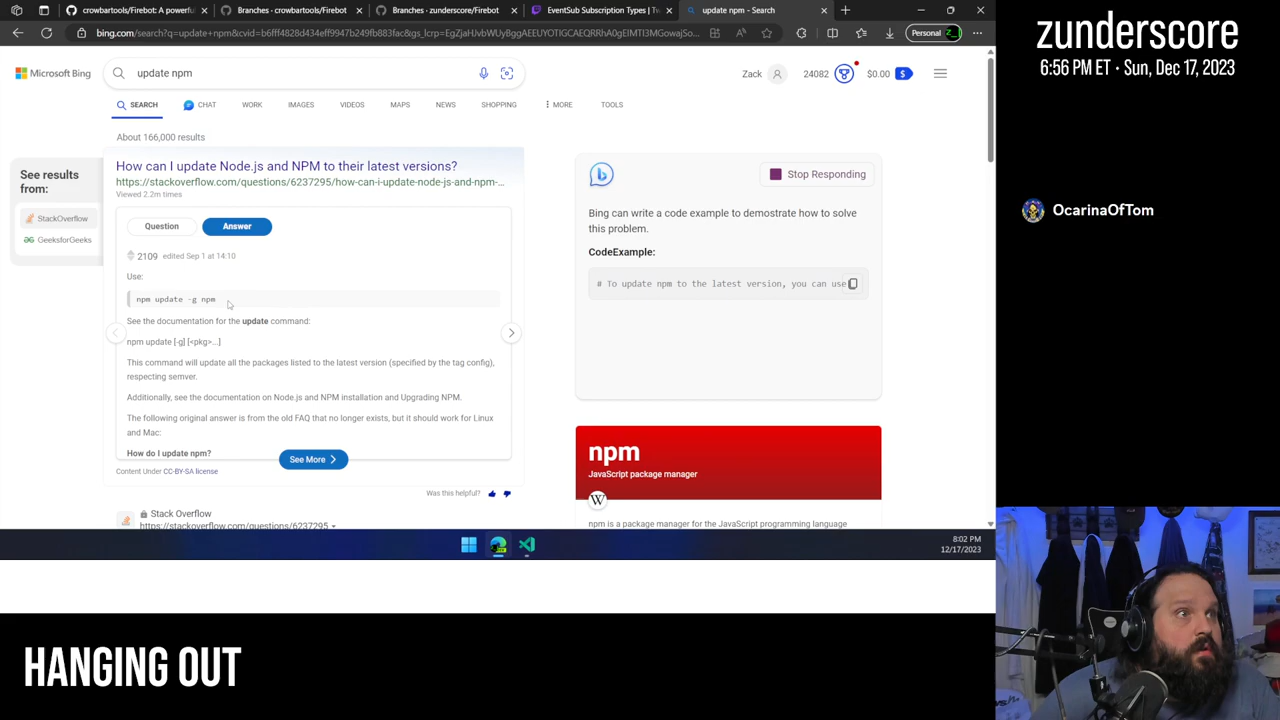 crowbartools/Firebot: A powerful
Branches - crowbartools/Firebot
Branches - zunderscore/Firebot
EventSub Subscription Types | Tw
update npm - Search
bing.com/search?q=update+npm&cvid=b6fff4828d434eff9947b249fb883fac&gs_lcrp=EgZjaHJvbWUyBggAEEUYOTIGCAEQRRhA0gEIMTI3MGowajSo...
Personal
Microsoft Bing
update npm
Zack
24082
$0.00
SEARCH
CHAT
WORK
IMAGES
VIDEOS
MAPS
NEWS
SHOPPING
MORE
TOOLS
About 166,000 results
See results
from:
StackOverflow
GeeksforGeeks
How can I update Node.js and NPM to their latest versions?
https://stackoverflow.com/questions/6237295/how-can-i-update-node-js-and-npm-...
Viewed 2.2m times
Question
Answer
2109
edited Sep 1 at 14:10
Use:
npm update -g npm
See the documentation for the update command:
npm update [-g] [<pkg>...]
This command will update all the packages listed to the latest version (specified by the tag config),
respecting semver.
Additionally, see the documentation on Node.js and NPM installation and Upgrading NPM.
The following original answer is from the old FAQ that no longer exists, but it should work for Linux
and Mac:
How do I update npm?
See More
Content Under CC-BY-SA license
Was this helpful?
Stack Overflow
https://stackoverflow.com/questions/6237295
Stop Responding
Bing can write a code example to demostrate how to solve
this problem.
CodeExample:
# To update npm to the latest version, you can use
npm
JavaScript package manager
W
npm is a package manager for the JavaScript programming language
8:02 PM
12/17/2023
zunderscore
6:56 PM ET • Sun, Dec 17, 2023
OcarinaOfTom
HANGING OUT